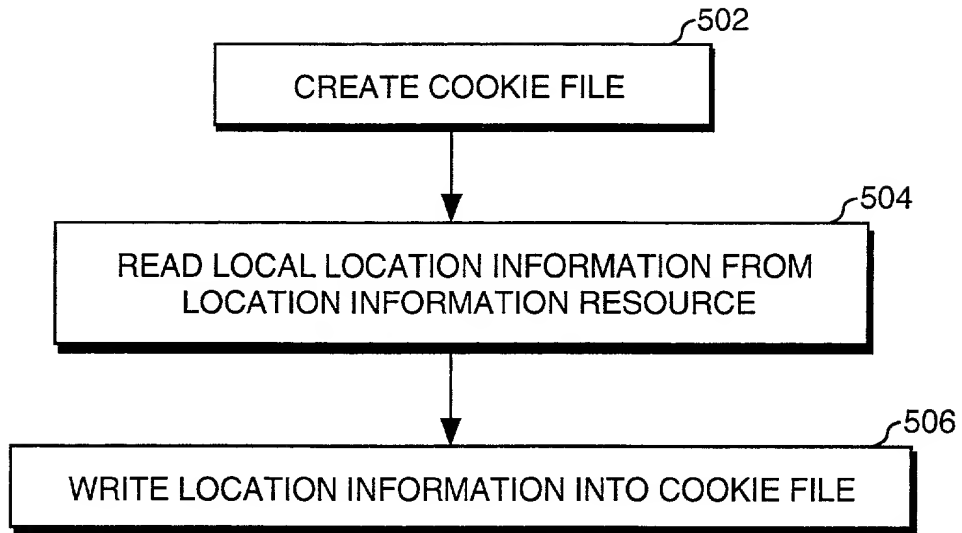 502
CREATE COOKIE FILE
504
READ LOCAL LOCATION INFORMATION FROM
LOCATION INFORMATION RESOURCE
506
WRITE LOCATION INFORMATION INTO COOKIE FILE